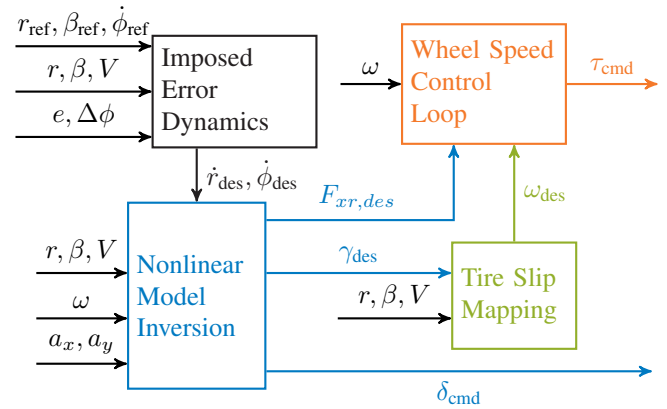 r_ref, β_ref, ϕ̇_ref
r, β, V
e, Δϕ
Imposed
Error
Dynamics
ω
Wheel Speed
Control
Loop
τ_cmd
ṙ_des, ϕ̇_des
F_xr,des
ω_des
r, β, V
ω
a_x, a_y
Nonlinear
Model
Inversion
γ_des
r, β, V
Tire Slip
Mapping
δ_cmd